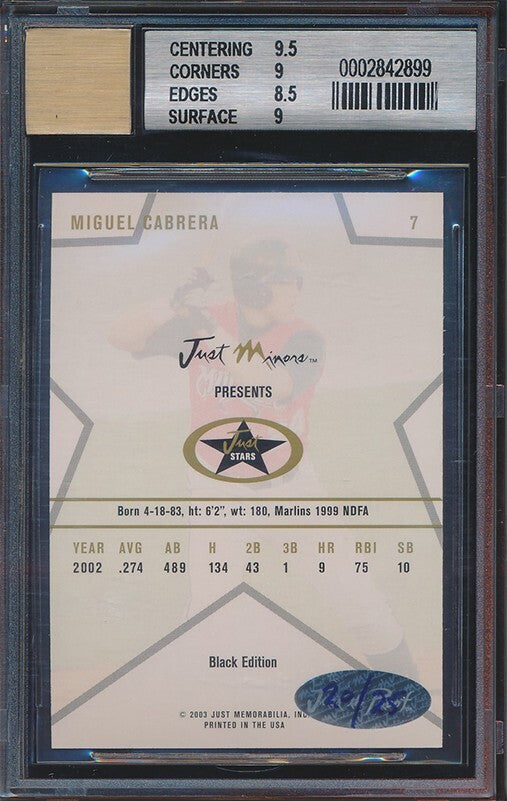 CENTERING 9.5
CORNERS 9
EDGES 8.5
SURFACE 9
0002842899
MIGUEL CABRERA 7
Just Minors TM
PRESENTS
Just
STARS
Born 4-18-83, ht: 6'2", wt: 180, Marlins 1999 NDFA
YEAR AVG AB H 2B 3B HR RBI SB
2002 .274 489 134 43 1 9 75 10
Black Edition
20/25
© 2003 JUST MEMORABILIA, INC
PRINTED IN THE USA